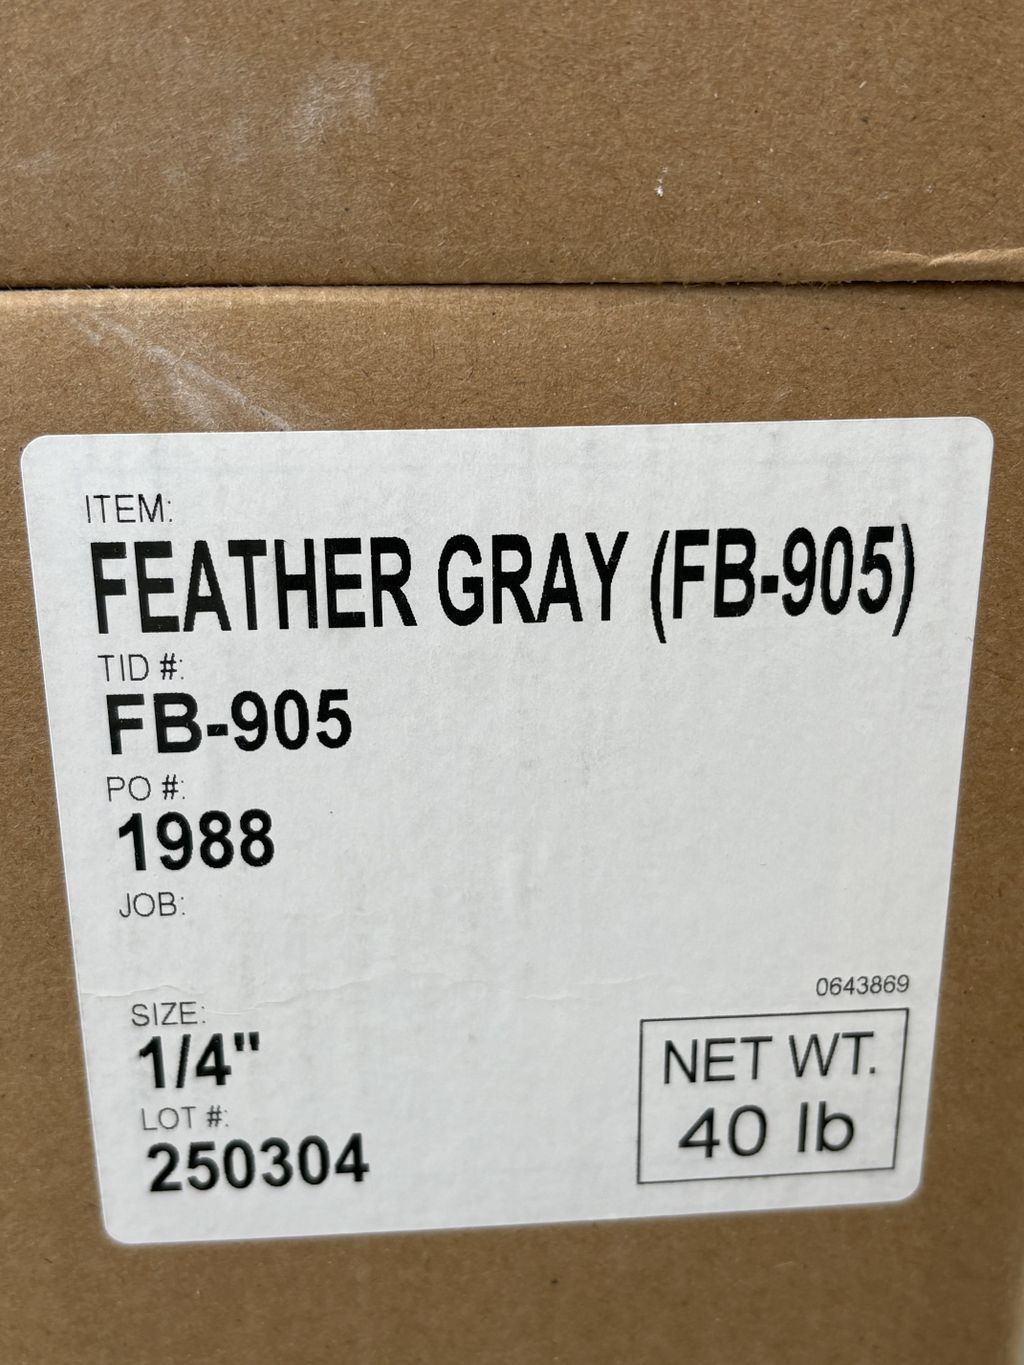 ITEM:
FEATHER GRAY (FB-905)
TID #:
FB-905
PO #:
1988
JOB:
SIZE:
1/4"
LOT #:
250304
0643869
NET WT.
40 lb